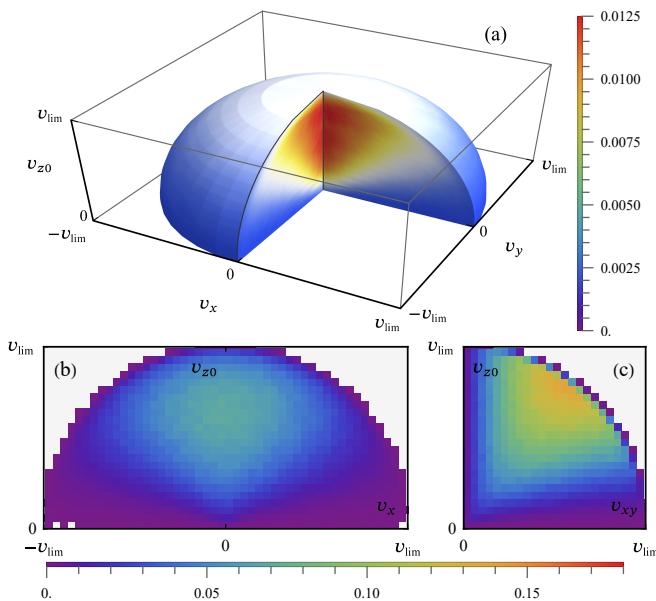 (a)
0.0125
0.0100
0.0075
0.0050
0.0025
0.
v_lim
v_z0
0
−v_lim
0
v_x
v_lim
−v_lim
v_y
0
v_lim
v_lim
(b)
v_z0
v_x
0
−v_lim
0
v_lim
v_lim
v_z0
(c)
v_xy
0
0
v_lim
0.
0.05
0.10
0.15